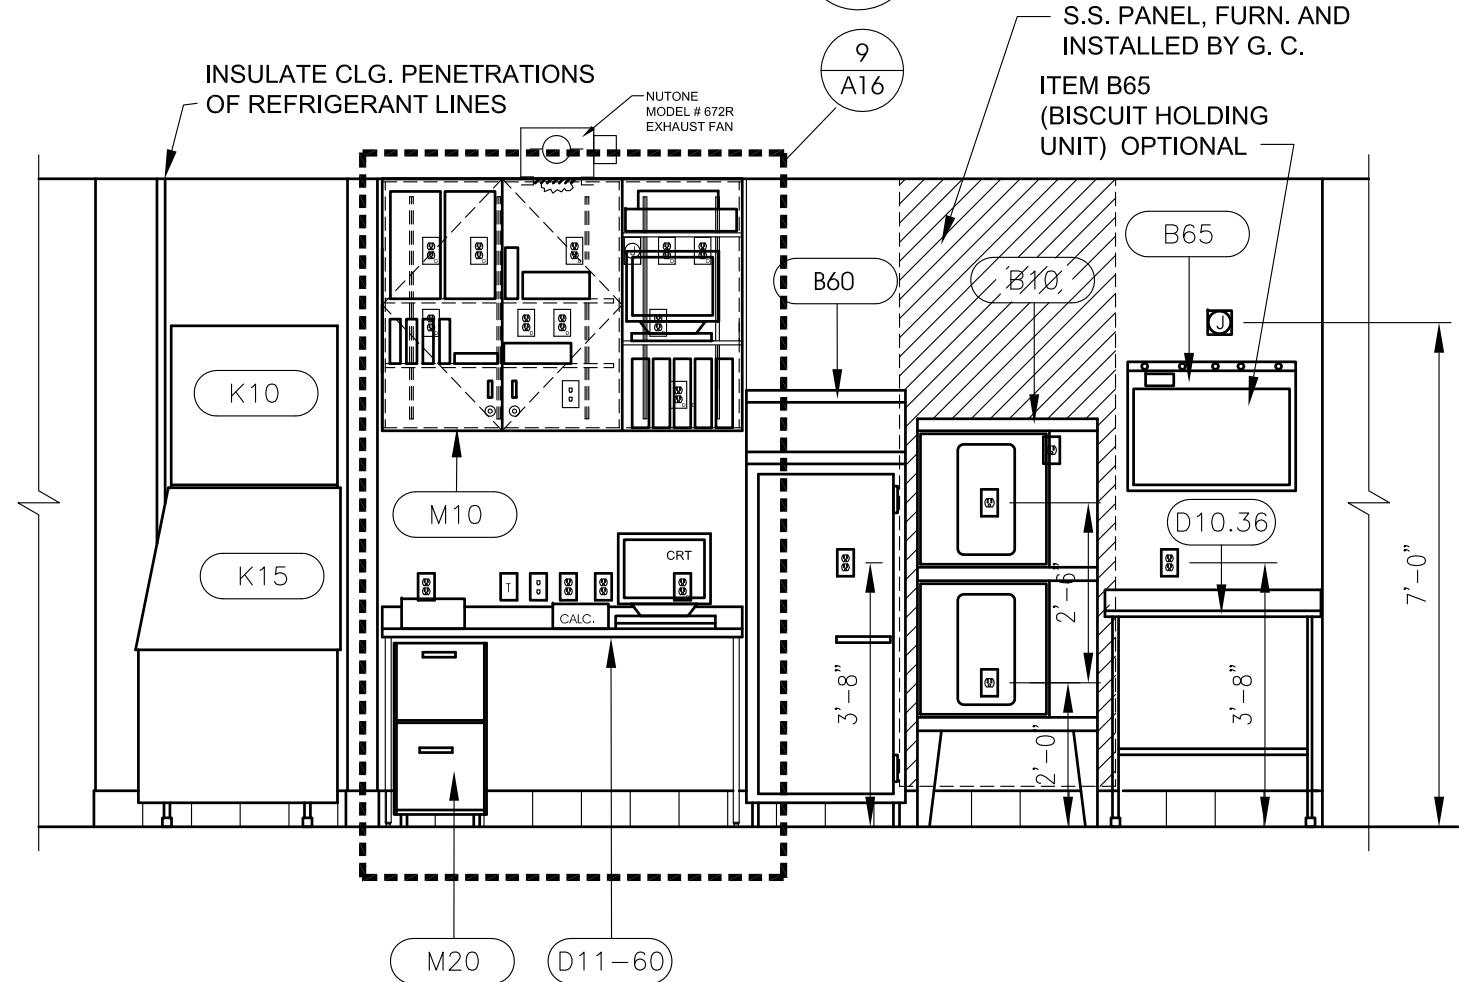 S.S. PANEL, FURN. AND
INSTALLED BY G. C.
9
A16
INSULATE CLG. PENETRATIONS
OF REFRIGERANT LINES
NUTONE
MODEL # 672R
EXHAUST FAN
ITEM B65
(BISCUIT HOLDING
UNIT) OPTIONAL
B65
B60
B10
J
J
K10
M10
D10.36
K15
CRT
T
CALC.
2'-6"
7'-0"
3'-8"
2'-0"
3'-8"
M20
D11-60